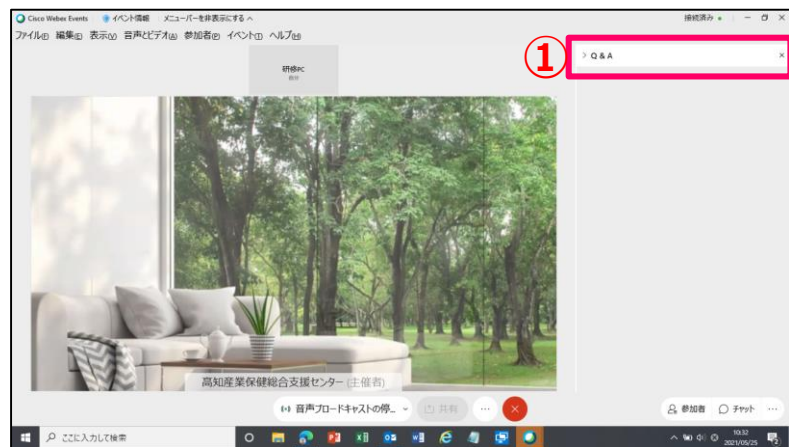 Cisco Webex Events イベント情報 メニューバーを非表示にする へ 接続済み
ファイル(F) 編集(E) 表示(V) 音声とビデオ(A) 参加者(P) イベント(T) ヘルプ(H)
① Q & A ×
研修PC
自分
高知産業保健総合支援センター (主催者)
音声ブロードキャストの停... 共有 ... ×
参加者 チャット ...
ここに入力して検索
10:32
2021/05/25